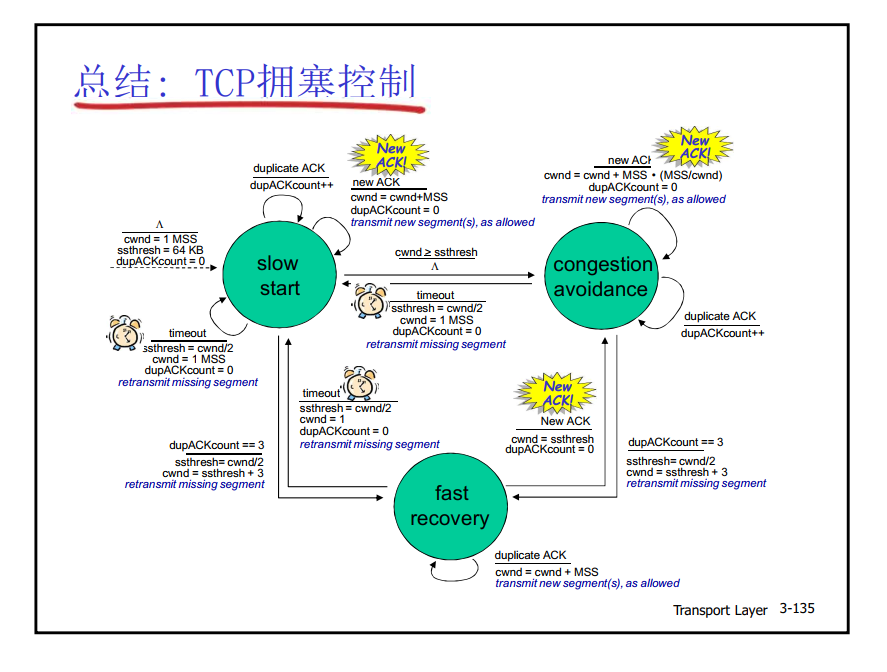 总结: TCP拥塞控制
New
ACK!
duplicate ACK
dupACKcount++
new ACK
cwnd = cwnd+MSS
dupACKcount = 0
transmit new segment(s), as allowed
New
ACK!
new ACK
cwnd = cwnd + MSS • (MSS/cwnd)
dupACKcount = 0
transmit new segment(s), as allowed
Λ
cwnd = 1 MSS
ssthresh = 64 KB
dupACKcount = 0
slow
start
cwnd ≥ ssthresh
Λ
congestion
avoidance
timeout
ssthresh = cwnd/2
cwnd = 1 MSS
dupACKcount = 0
retransmit missing segment
duplicate ACK
dupACKcount++
timeout
ssthresh = cwnd/2
cwnd = 1 MSS
dupACKcount = 0
retransmit missing segment
timeout
ssthresh = cwnd/2
cwnd = 1
dupACKcount = 0
retransmit missing segment
New
ACK!
New ACK
cwnd = ssthresh
dupACKcount = 0
dupACKcount == 3
ssthresh= cwnd/2
cwnd = ssthresh + 3
retransmit missing segment
dupACKcount == 3
ssthresh= cwnd/2
cwnd = ssthresh + 3
retransmit missing segment
fast
recovery
duplicate ACK
cwnd = cwnd + MSS
transmit new segment(s), as allowed
Transport Layer 3-135